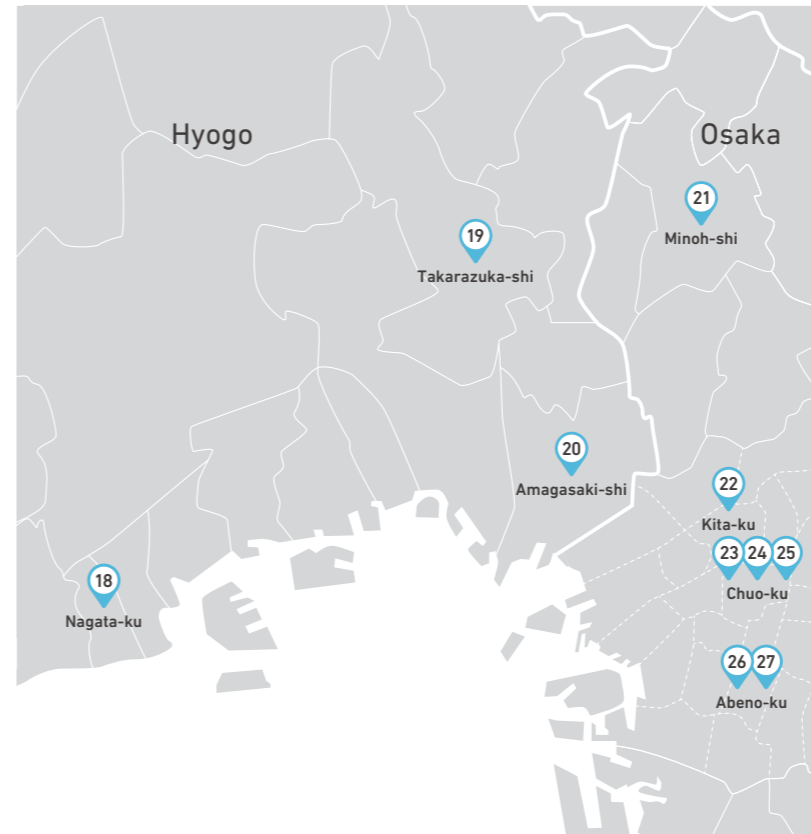 Hyogo
Osaka
21
Minoh-shi
19
Takarazuka-shi
20
Amagasaki-shi
22
Kita-ku
23 24 25
Chuo-ku
18
Nagata-ku
26 27
Abeno-ku